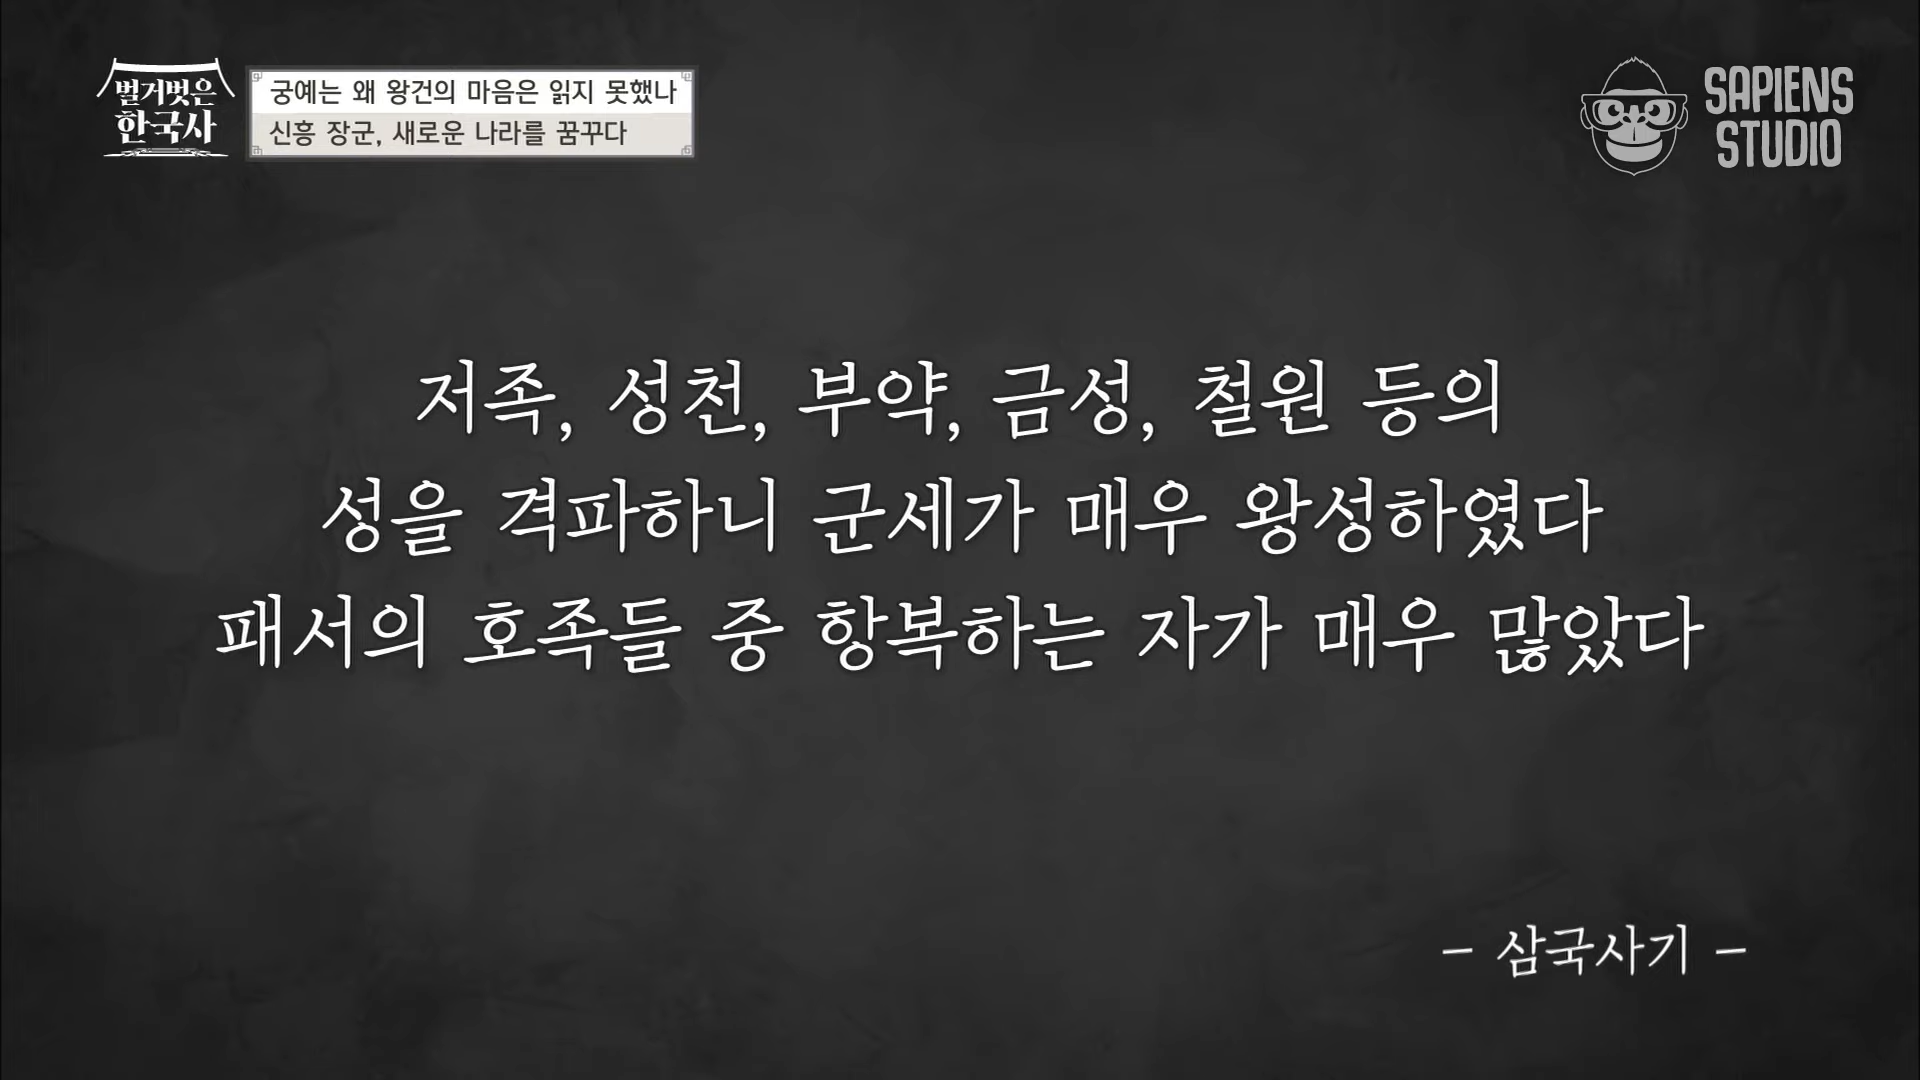 벌거벗은
한국사
궁예는 왜 왕건의 마음은 읽지 못했나
신흥 장군, 새로운 나라를 꿈꾸다
SAPIENS
STUDIO
저족, 성천, 부약, 금성, 철원 등의
성을 격파하니 군세가 매우 왕성하였다
패서의 호족들 중 항복하는 자가 매우 많았다
- 삼국사기 -